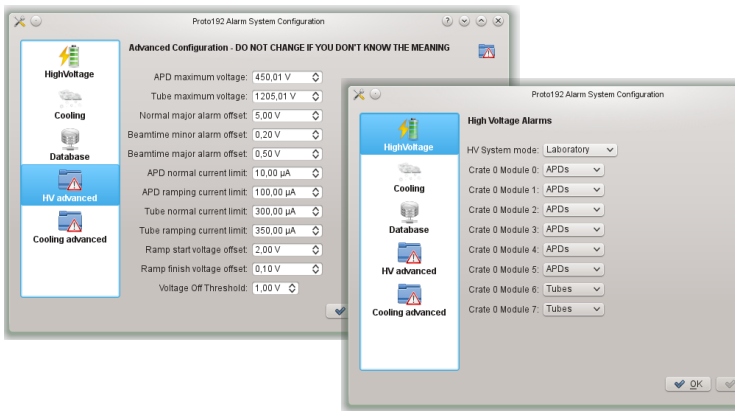 Proto192 Alarm System Configuration
HighVoltage
Cooling
Database
HV advanced
Cooling advanced
Advanced Configuration - DO NOT CHANGE IF YOU DON'T KNOW THE MEANING
APD maximum voltage: 450,01 V
Tube maximum voltage: 1205,01 V
Normal major alarm offset: 5,00 V
Beamtime minor alarm offset: 0,20 V
Beamtime major alarm offset: 0,50 V
APD normal current limit: 10,00 µA
APD ramping current limit: 100,00 µA
Tube normal current limit: 300,00 µA
Tube ramping current limit: 350,00 µA
Ramp start voltage offset: 2,00 V
Ramp finish voltage offset: 0,10 V
Voltage Off Threshold: 1,00 V
Proto192 Alarm System Configuration
HighVoltage
Cooling
Database
HV advanced
Cooling advanced
High Voltage Alarms
HV System mode: Laboratory
Crate 0 Module 0: APDs
Crate 0 Module 1: APDs
Crate 0 Module 2: APDs
Crate 0 Module 3: APDs
Crate 0 Module 4: APDs
Crate 0 Module 5: APDs
Crate 0 Module 6: Tubes
Crate 0 Module 7: Tubes
OK